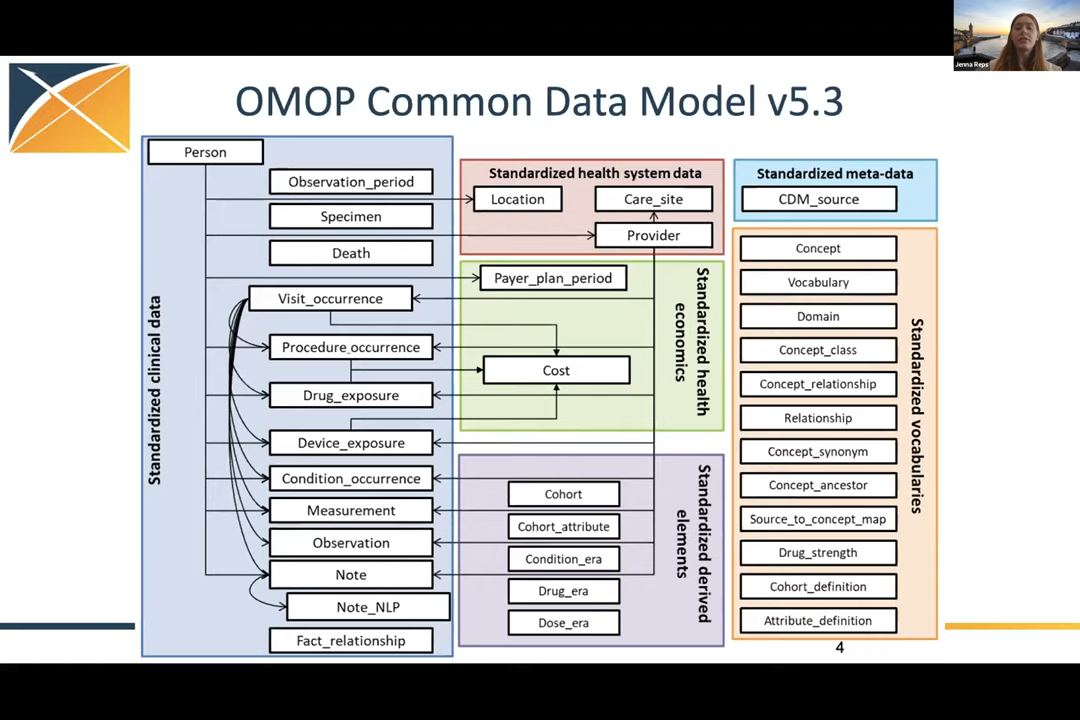 Jenna Reps
OMOP Common Data Model v5.3
Person
Observation_period
Specimen
Death
Visit_occurrence
Procedure_occurrence
Drug_exposure
Device_exposure
Condition_occurrence
Measurement
Observation
Note
Note_NLP
Fact_relationship
Standardized clinical data
Standardized health system data
Location
Care_site
Provider
Payer_plan_period
Cost
Standardized health
economics
Cohort
Cohort_attribute
Condition_era
Drug_era
Dose_era
Standardized derived
elements
Standardized meta-data
CDM_source
Concept
Vocabulary
Domain
Concept_class
Concept_relationship
Relationship
Concept_synonym
Concept_ancestor
Source_to_concept_map
Drug_strength
Cohort_definition
Attribute_definition
Standardized vocabularies
4